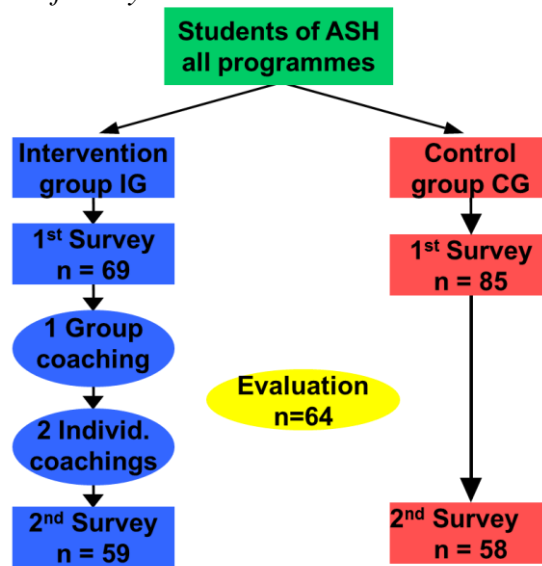 Students of ASH
all programmes
Intervention
group IG
Control
group CG
1st Survey
n = 69
1st Survey
n = 85
1 Group
coaching
Evaluation
n=64
2 Individ.
coachings
2nd Survey
n = 59
2nd Survey
n = 58